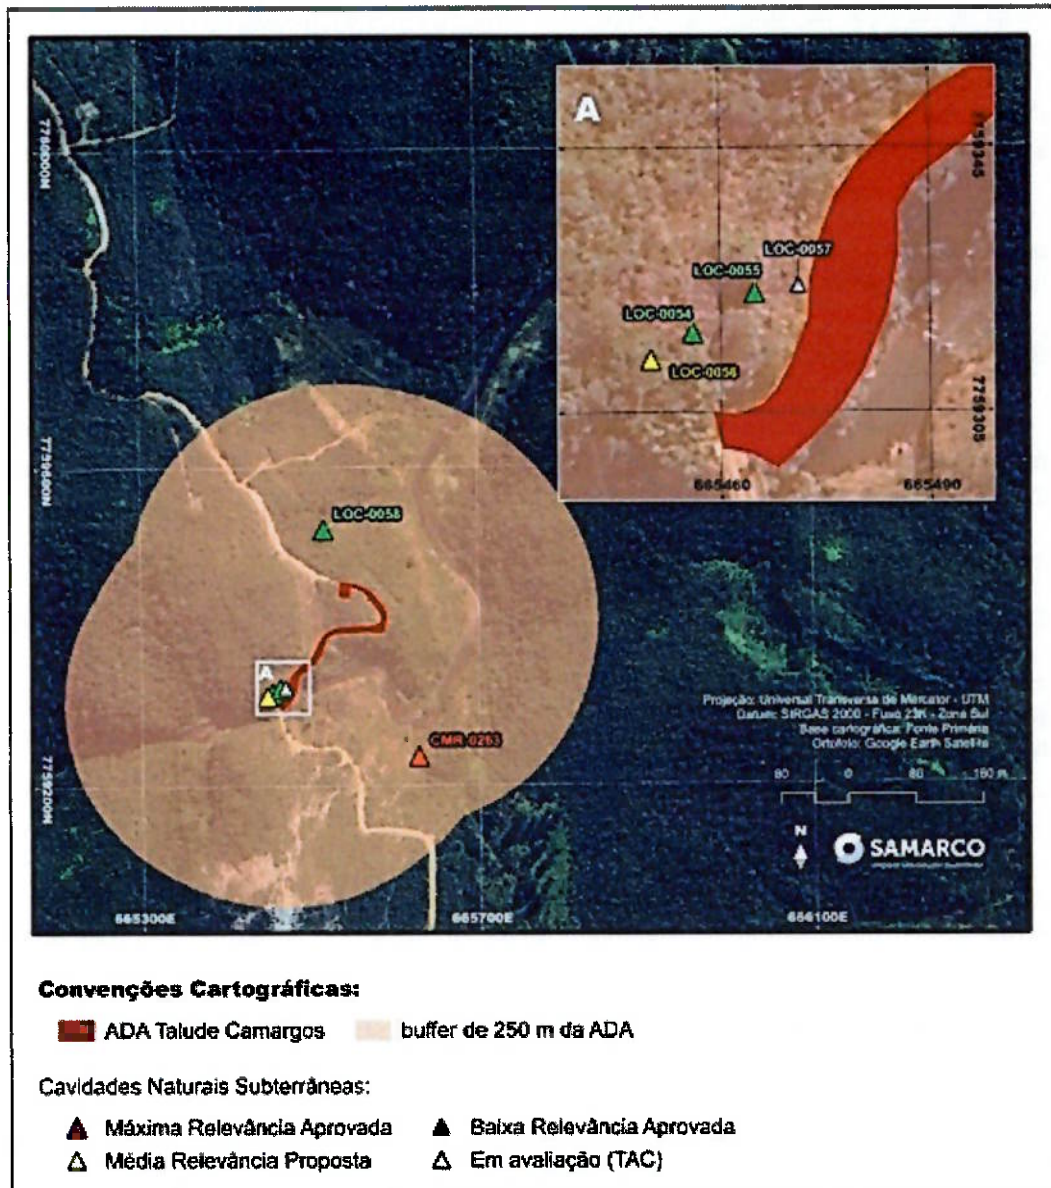 A
LOC-0057
LOC-0055
LOC-0054
LOC-0056
7759345
7759305
665460
665490
7759600N
LOC-0058
A
CMR-0263
7759200N
Projeção: Universal Transversa de Mercator - UTM
Datum: SIRGAS 2000 - Fuso 23K - Zona Sul
Base cartográfica: Fonte Primária
Ortofoto: Google Earth Satellite
80 0 80 160 m
N
SAMARCO
665300E
665700E
666100E
Convenções Cartográficas:
ADA Talude Camargos buffer de 250 m da ADA
Cavidades Naturais Subterrâneas:
Máxima Relevância Aprovada Baixa Relevância Aprovada
Média Relevância Proposta Em avaliação (TAC)